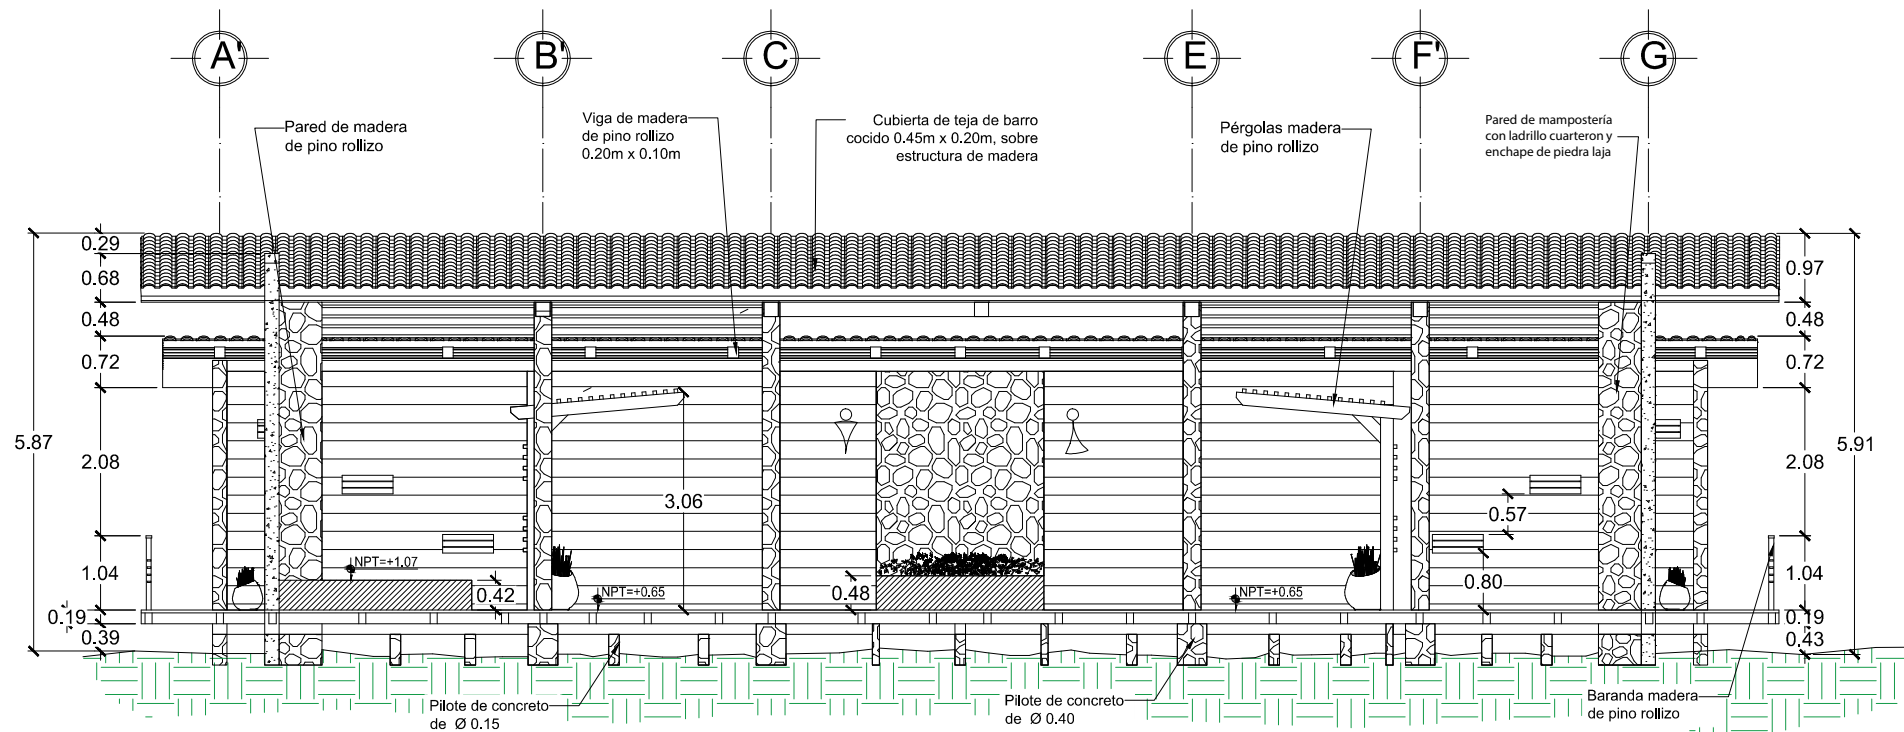 A' B' C E F' G
Pared de madera
de pino rollizo
Viga de madera
de pino rollizo
0.20m x 0.10m
Cubierta de teja de barro
cocido 0.45m x 0.20m, sobre
estructura de madera
Pérgolas madera
de pino rollizo
Pared de mampostería
con ladrillo cuarteron y
enchape de piedra laja
5.87
0.29
0.68
0.48
0.72
2.08
1.04
0.19
0.39
NPT=+1.07
0.42
NPT=+0.65
3.06
0.48
NPT=+0.65
0.57
0.80
0.97
0.48
0.72
2.08
1.04
0.19
0.43
5.91
Pilote de concreto
de Ø 0.15
Pilote de concreto
de Ø 0.40
Baranda madera
de pino rollizo